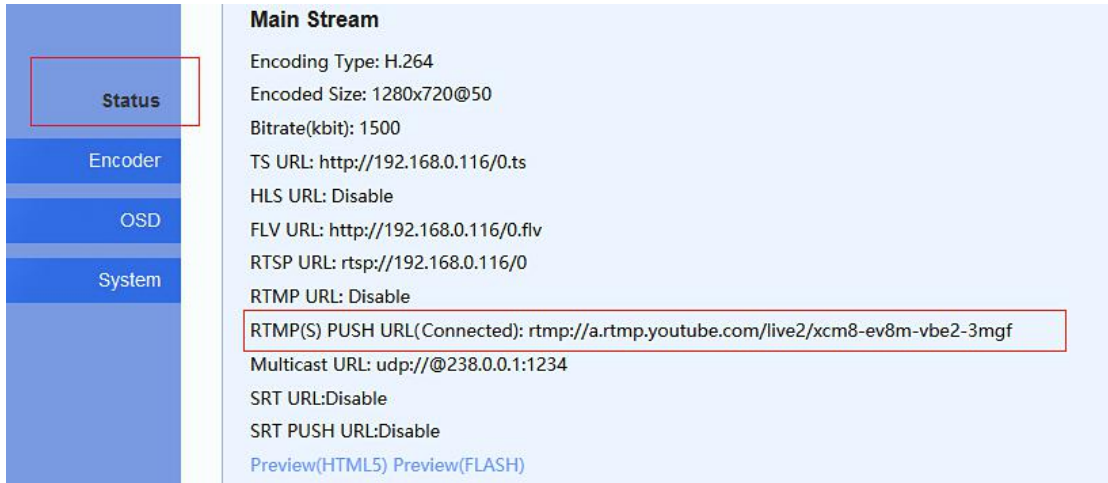 Main Stream
Encoding Type: H.264
Status
Encoded Size: 1280x720@50
Bitrate(kbit): 1500
Encoder
TS URL: http://192.168.0.116/0.ts
HLS URL: Disable
OSD
FLV URL: http://192.168.0.116/0.flv
RTSP URL: rtsp://192.168.0.116/0
System
RTMP URL: Disable
RTMP(S) PUSH URL(Connected): rtmp://a.rtmp.youtube.com/live2/xcm8-ev8m-vbe2-3mgf
Multicast URL: udp://@238.0.0.1:1234
SRT URL:Disable
SRT PUSH URL:Disable
Preview(HTML5) Preview(FLASH)